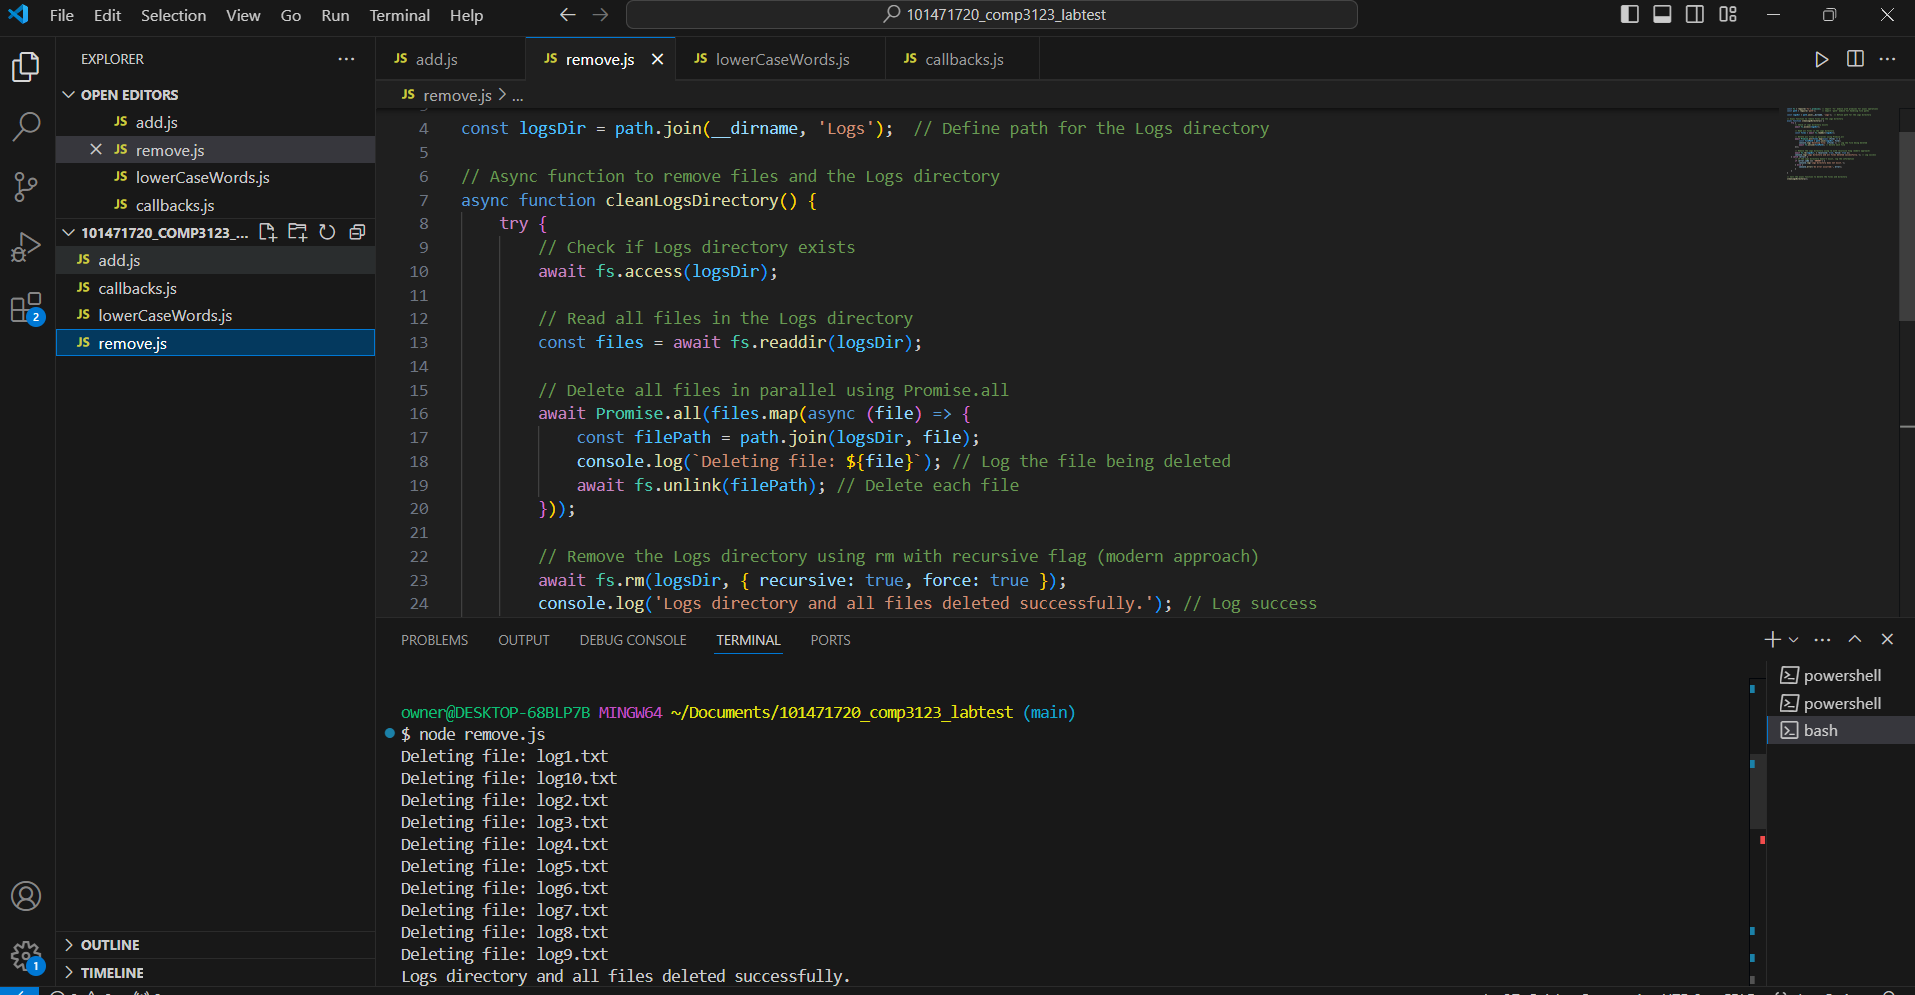 File Edit Selection View Go Run Terminal Help
101471720_comp3123_labtest
EXPLORER
OPEN EDITORS
JS add.js
JS remove.js
JS lowerCaseWords.js
JS callbacks.js
101471720_COMP3123_...
JS add.js
JS callbacks.js
JS lowerCaseWords.js
JS remove.js
OUTLINE
TIMELINE
2
1
JS add.js
JS remove.js
JS lowerCaseWords.js
JS callbacks.js
JS remove.js > ...
4 const logsDir = path.join(__dirname, 'Logs');  // Define path for the Logs directory
5
6 // Async function to remove files and the Logs directory
7 async function cleanLogsDirectory() {
8 try {
9 // Check if Logs directory exists
10 await fs.access(logsDir);
11
12 // Read all files in the Logs directory
13 const files = await fs.readdir(logsDir);
14
15 // Delete all files in parallel using Promise.all
16 await Promise.all(files.map(async (file) => {
17 const filePath = path.join(logsDir, file);
18 console.log(`Deleting file: ${file}`); // Log the file being deleted
19 await fs.unlink(filePath); // Delete each file
20 }));
21
22 // Remove the Logs directory using rm with recursive flag (modern approach)
23 await fs.rm(logsDir, { recursive: true, force: true });
24 console.log('Logs directory and all files deleted successfully.'); // Log success
PROBLEMS OUTPUT DEBUG CONSOLE TERMINAL PORTS
owner@DESKTOP-68BLP7B MINGW64 ~/Documents/101471720_comp3123_labtest (main)
$ node remove.js
Deleting file: log1.txt
Deleting file: log10.txt
Deleting file: log2.txt
Deleting file: log3.txt
Deleting file: log4.txt
Deleting file: log5.txt
Deleting file: log6.txt
Deleting file: log7.txt
Deleting file: log8.txt
Deleting file: log9.txt
Logs directory and all files deleted successfully.
powershell
powershell
bash